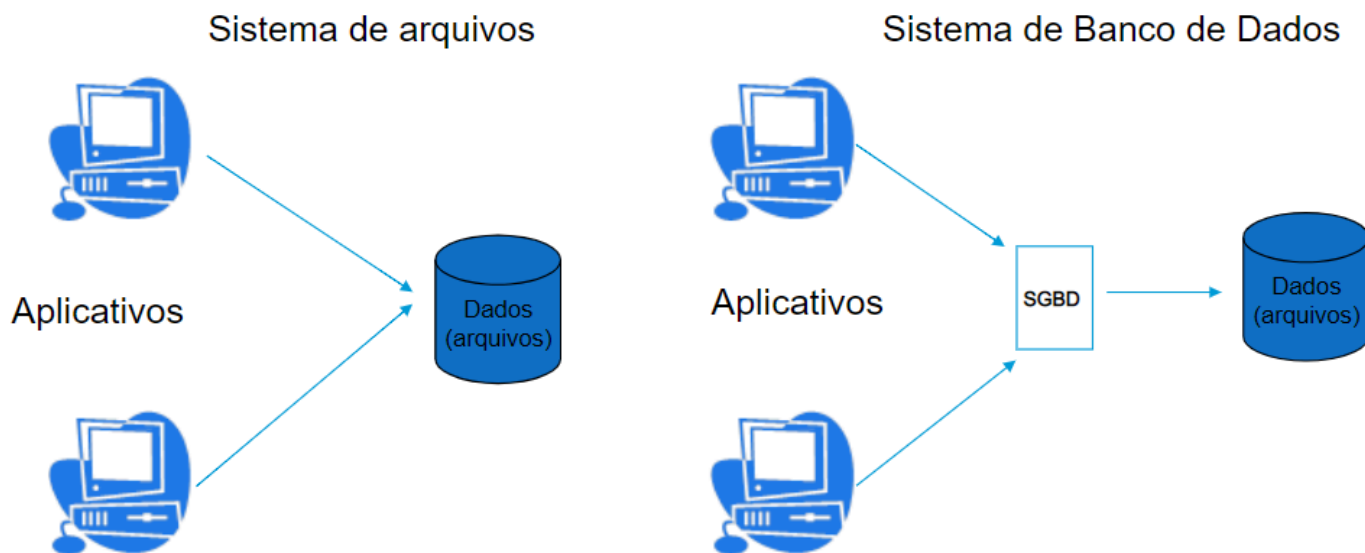 Sistema de arquivos
Aplicativos
Dados
(arquivos)
Sistema de Banco de Dados
Aplicativos
SGBD
Dados
(arquivos)